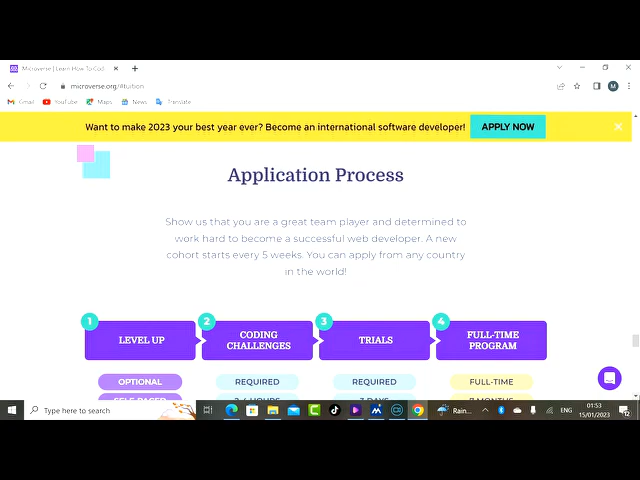 Microverse | Learn How To Cod
microverse.org/#tuition
M
Gmail
YouTube
Maps
News
Translate
Want to make 2023 your best year ever? Become an international software developer!
APPLY NOW
Application Process
Show us that you are a great team player and determined to
work hard to become a successful web developer. A new
cohort starts every 5 weeks. You can apply from any country
in the world!
1
LEVEL UP
2
CODING
CHALLENGES
3
TRIALS
4
FULL-TIME
PROGRAM
OPTIONAL
REQUIRED
REQUIRED
FULL-TIME
Type here to search
Rain...
ENG
01:53
15/01/2023